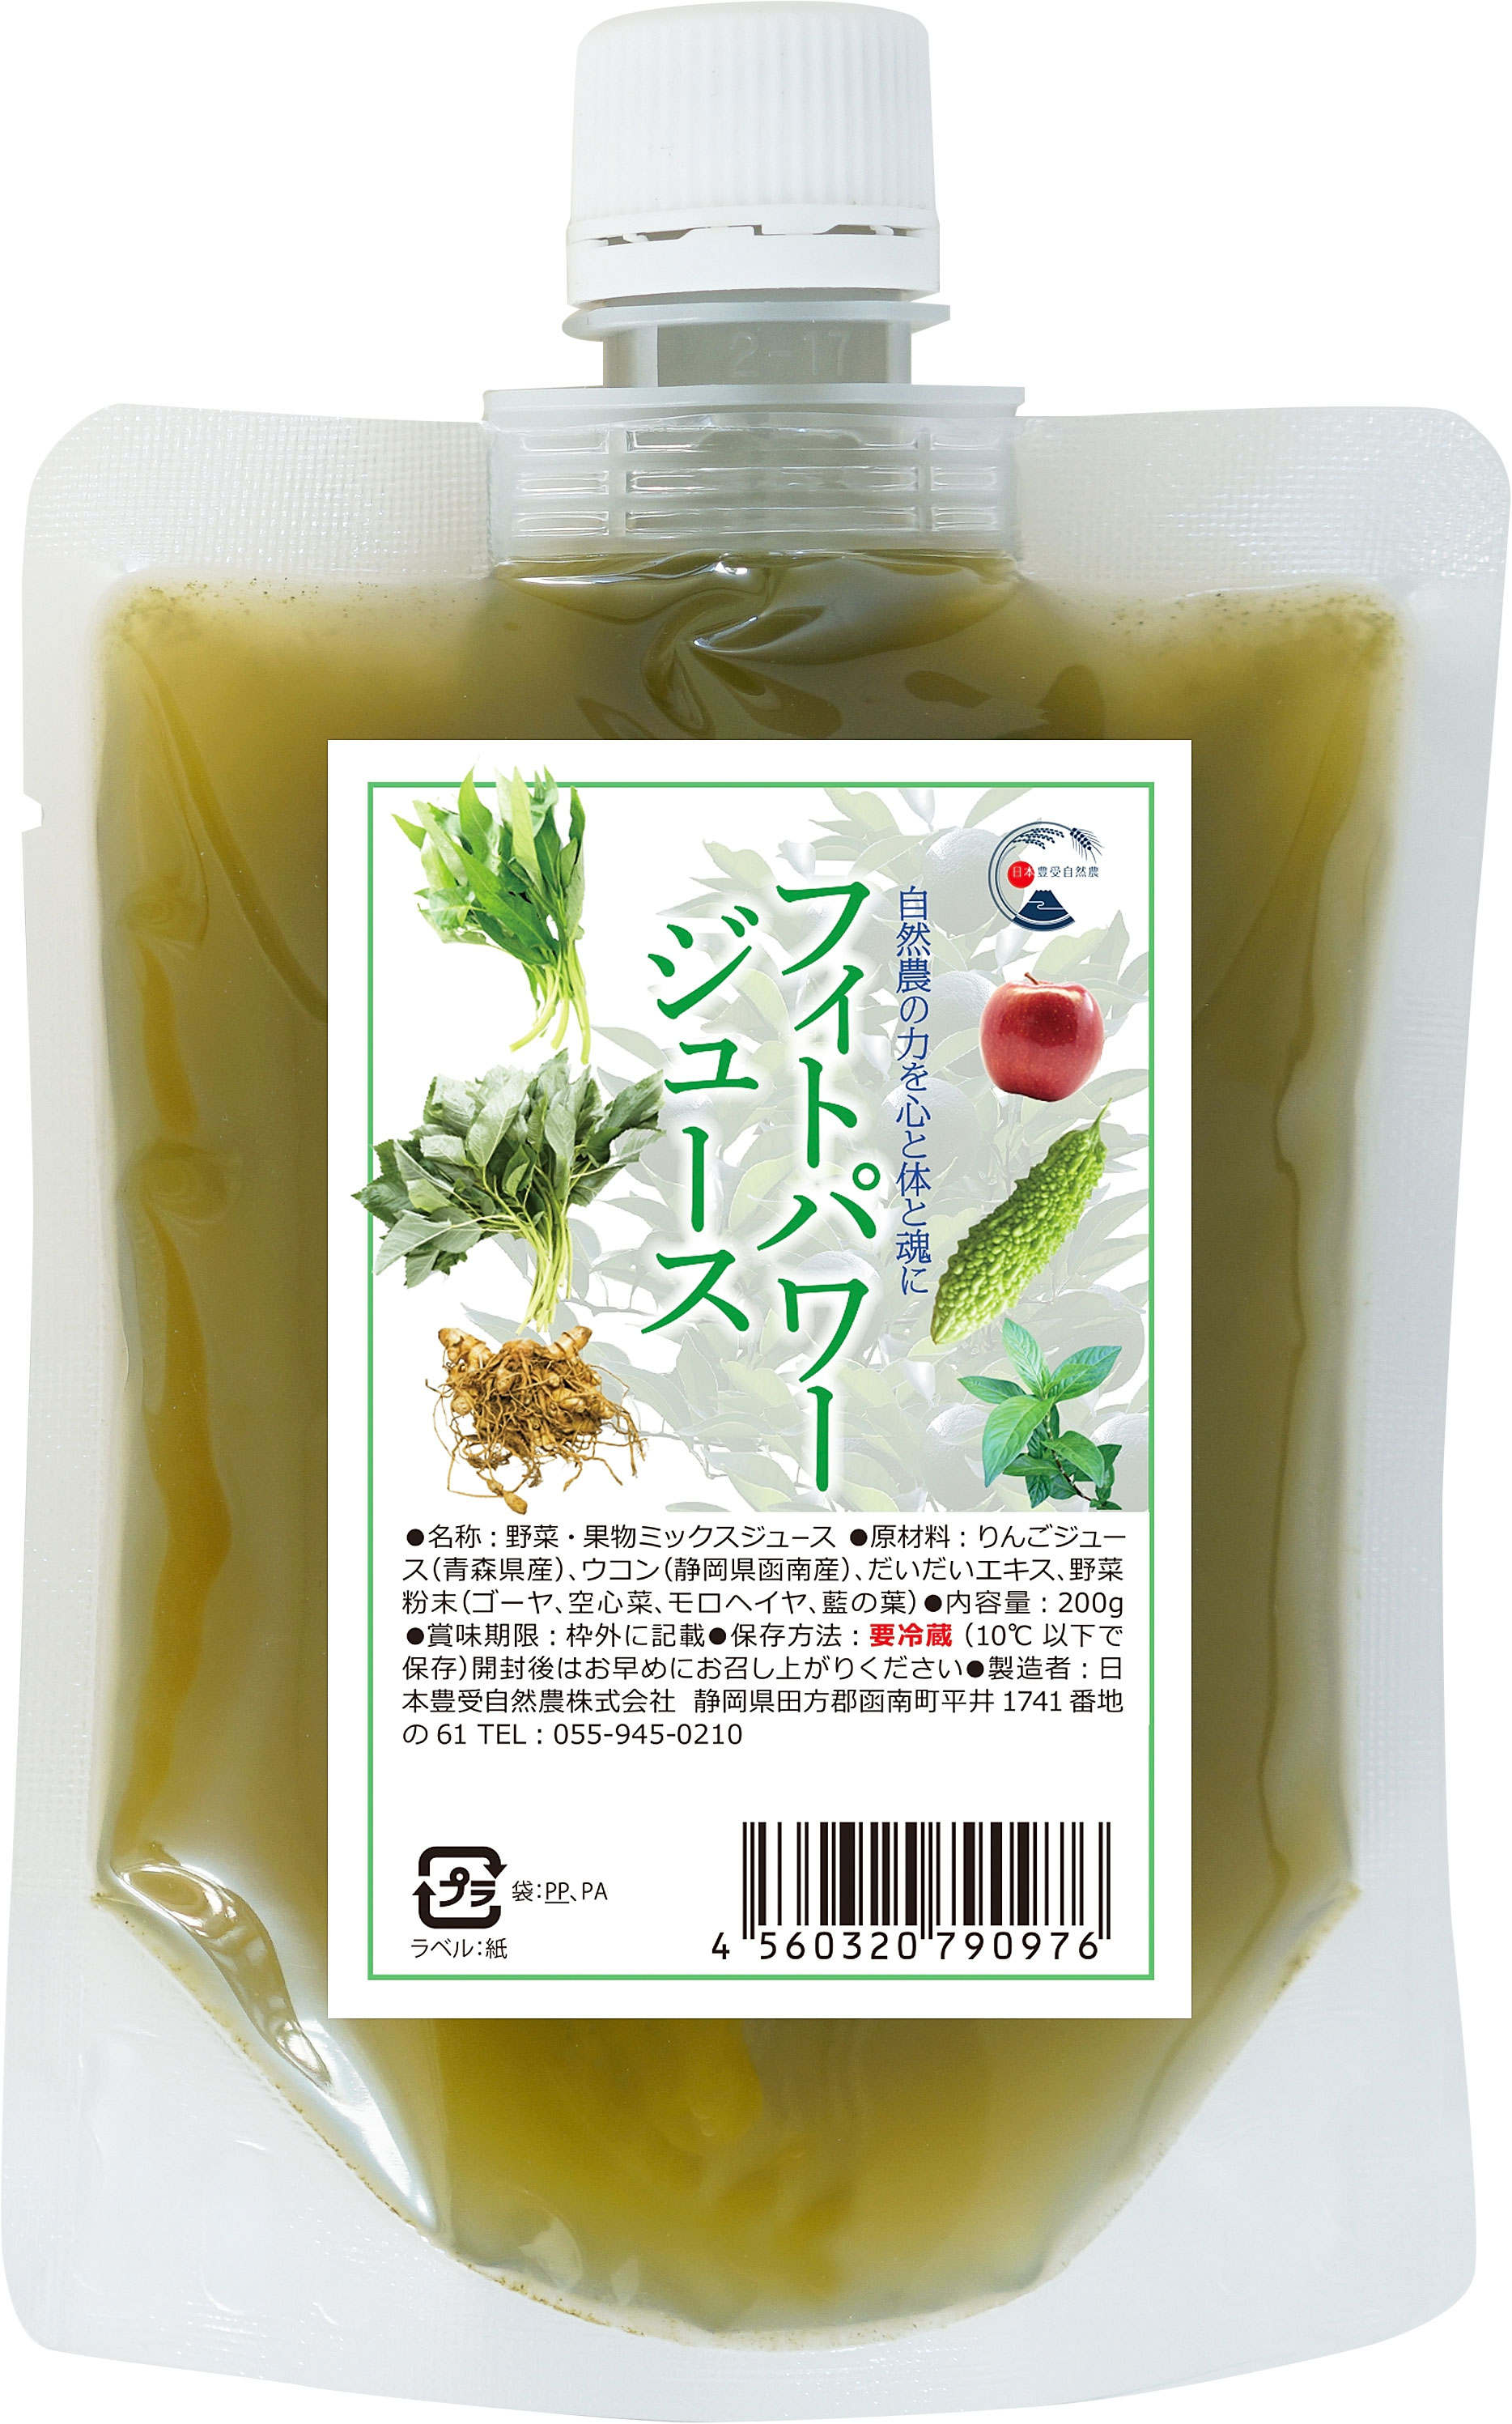 2-17
日本豊受自然農
自然農の力を心と体と魂に
フィトパワー
ジュース
●名称：野菜・果物ミックスジュース ●原材料：りんごジュー
ス（青森県産）、ウコン（静岡県函南産）、だいだいエキス、野菜
粉末（ゴーヤ、空心菜、モロヘイヤ、藍の葉）●内容量：200g
●賞味期限：枠外に記載●保存方法：要冷蔵（10℃ 以下で
保存）開封後はお早めにお召し上がりください●製造者：日
本豊受自然農株式会社 静岡県田方郡函南町平井 1741 番地
の 61 TEL：055-945-0210
プラ 袋：PP、PA
ラベル：紙
4 560320 790976